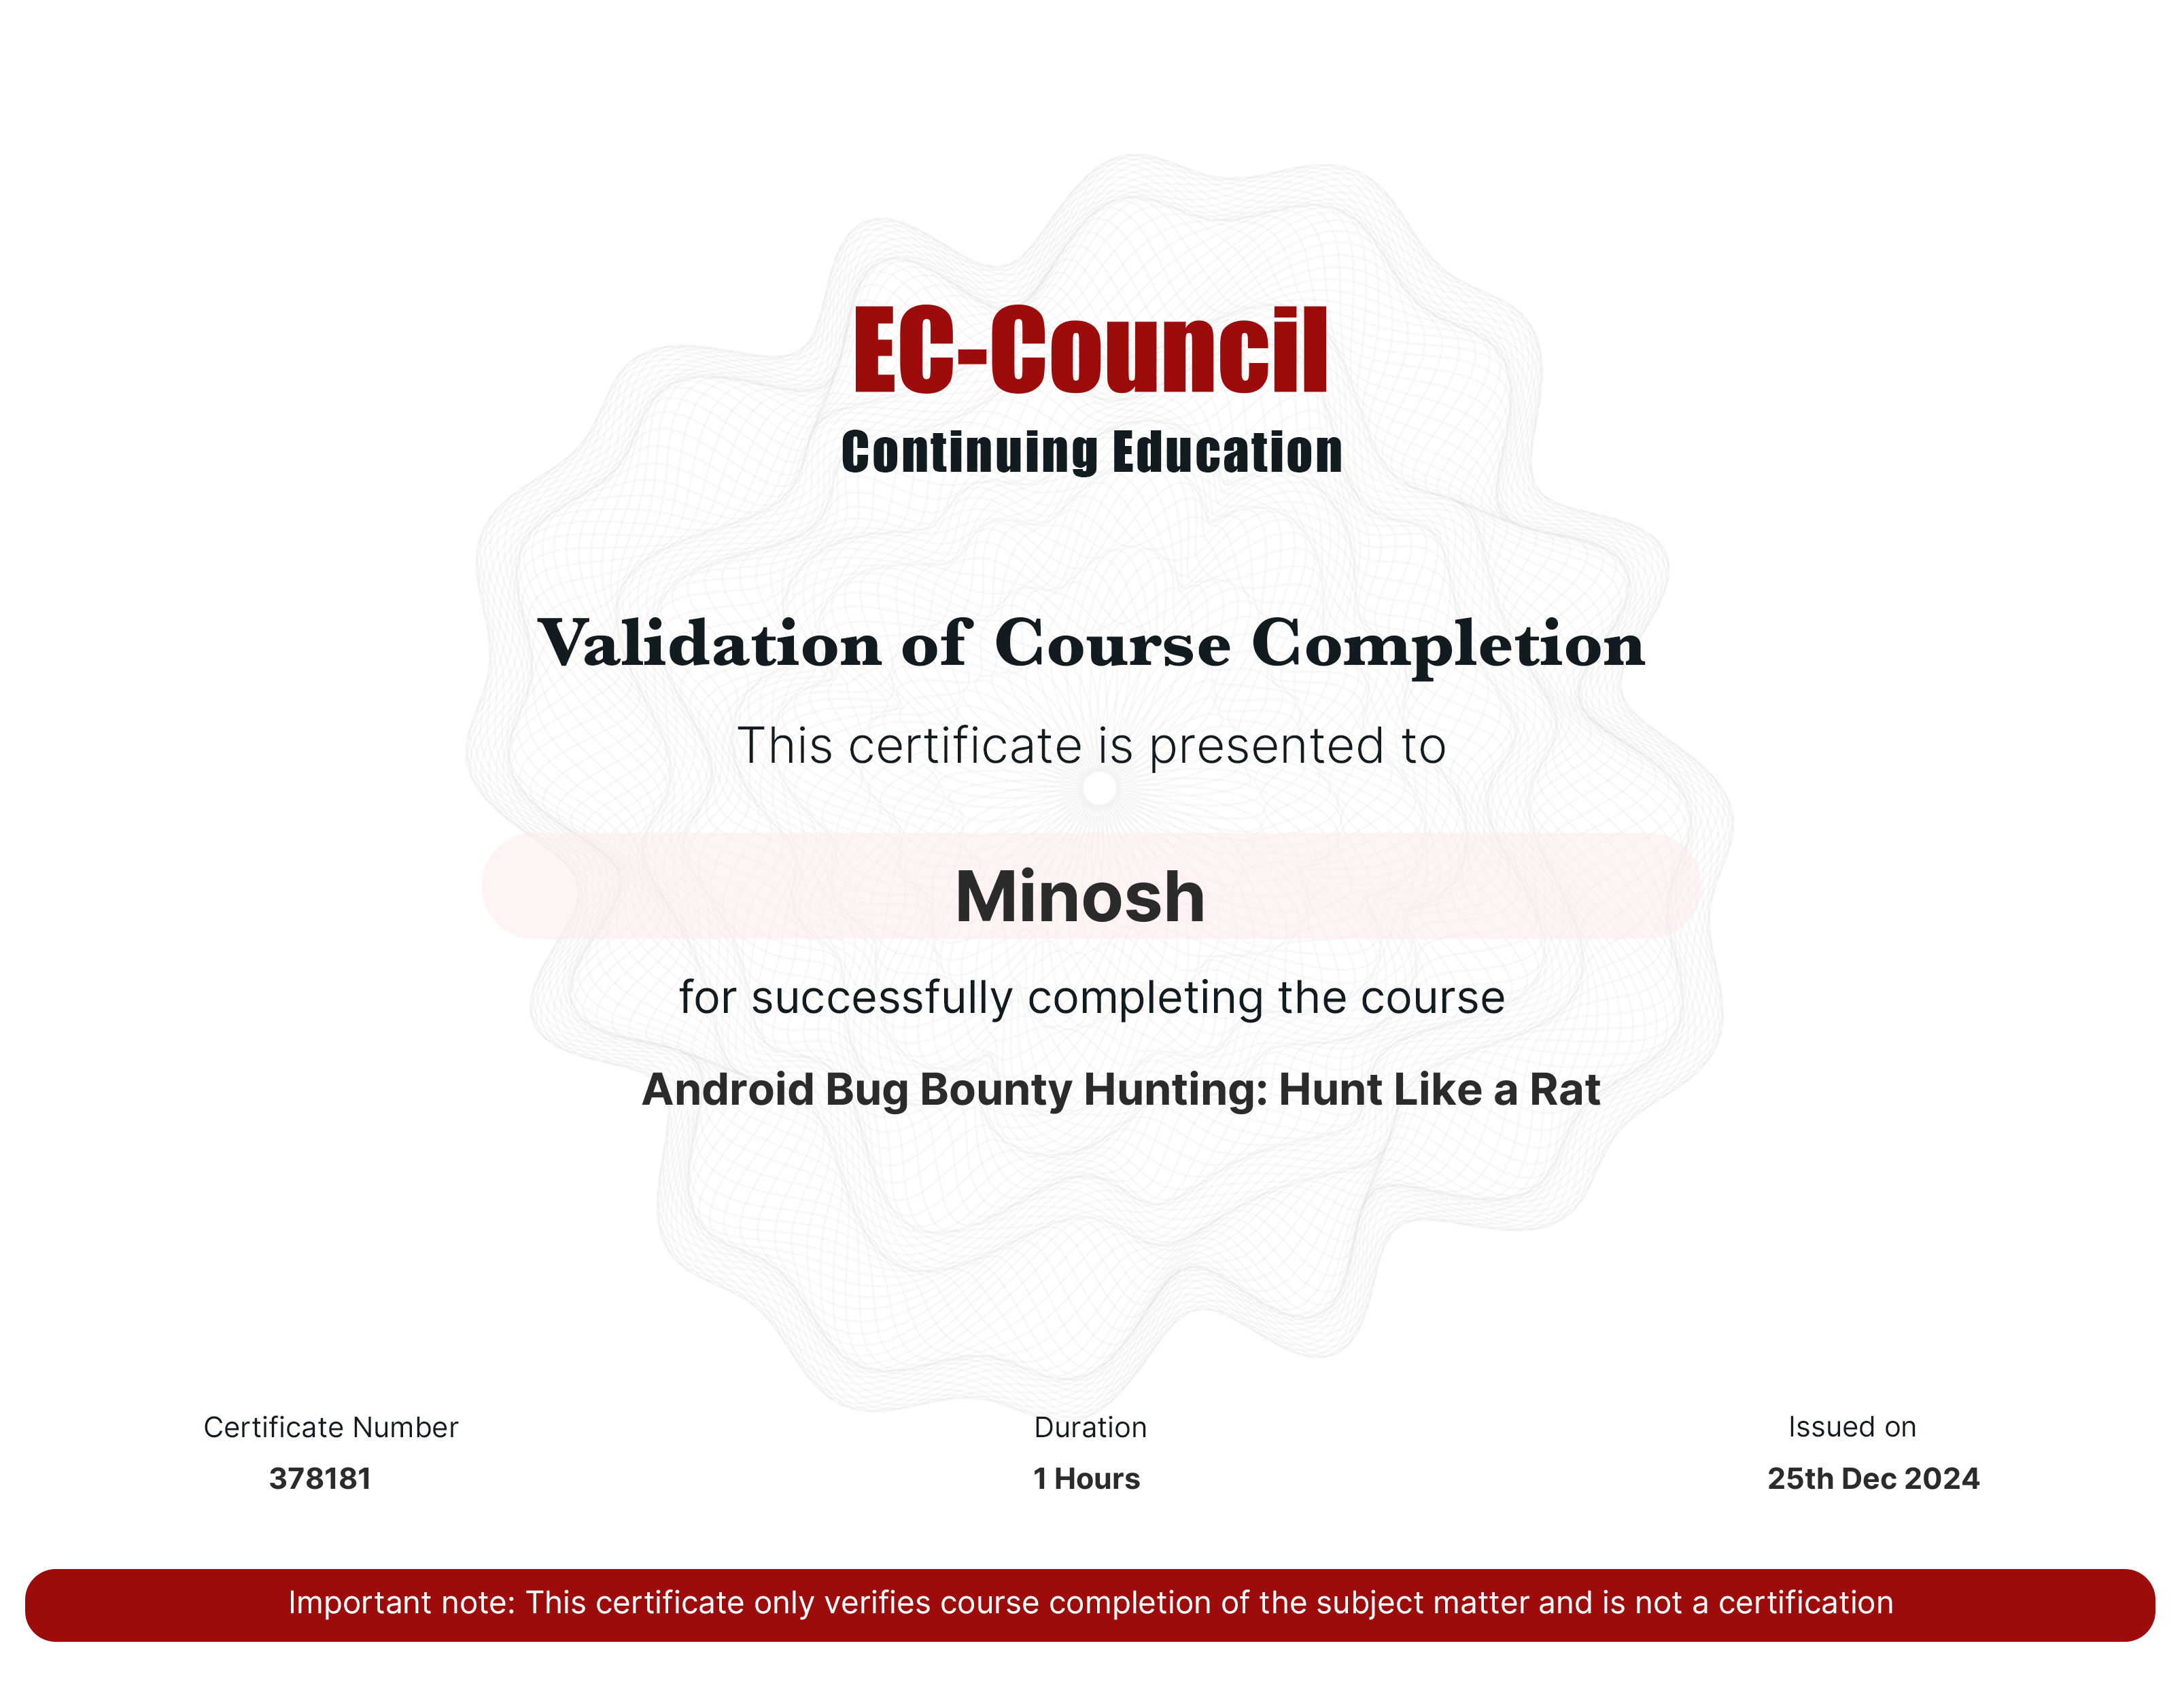 EC-Council
Continuing Education
Validation of Course Completion
This certificate is presented to
Minosh
for successfully completing the course
Android Bug Bounty Hunting: Hunt Like a Rat
Certificate Number
Duration
Issued on
378181
1 Hours
25th Dec 2024
Important note: This certificate only verifies course completion of the subject matter and is not a certification